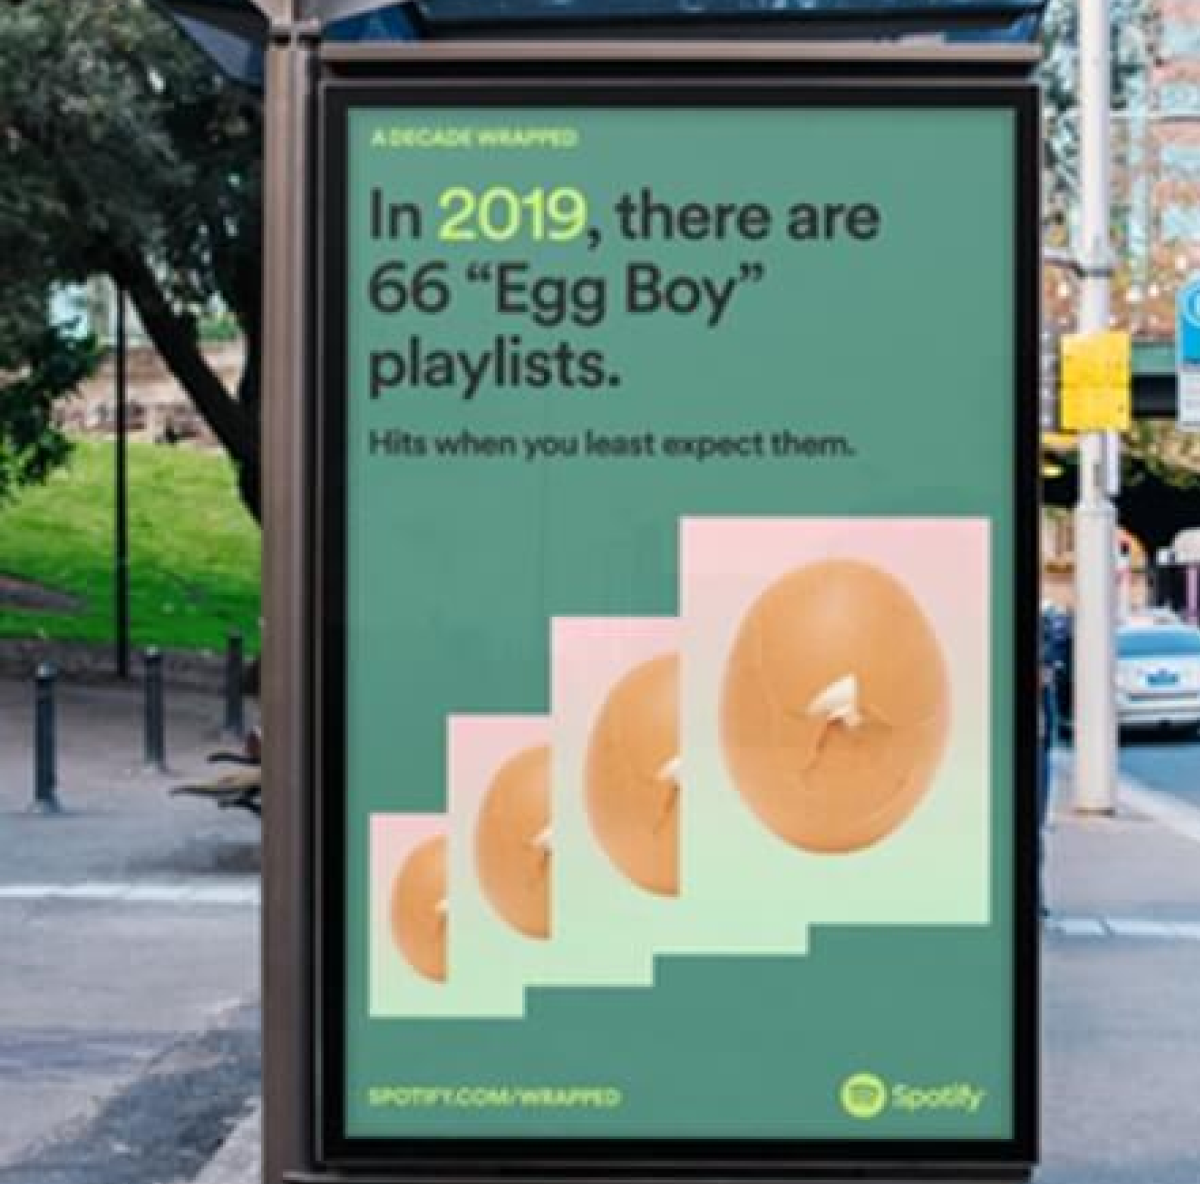 A DECADE WRAPPED
In 2019, there are
66 “Egg Boy”
playlists.
Hits when you least expect them.
SPOTIFY.COM/WRAPPED
Spotify